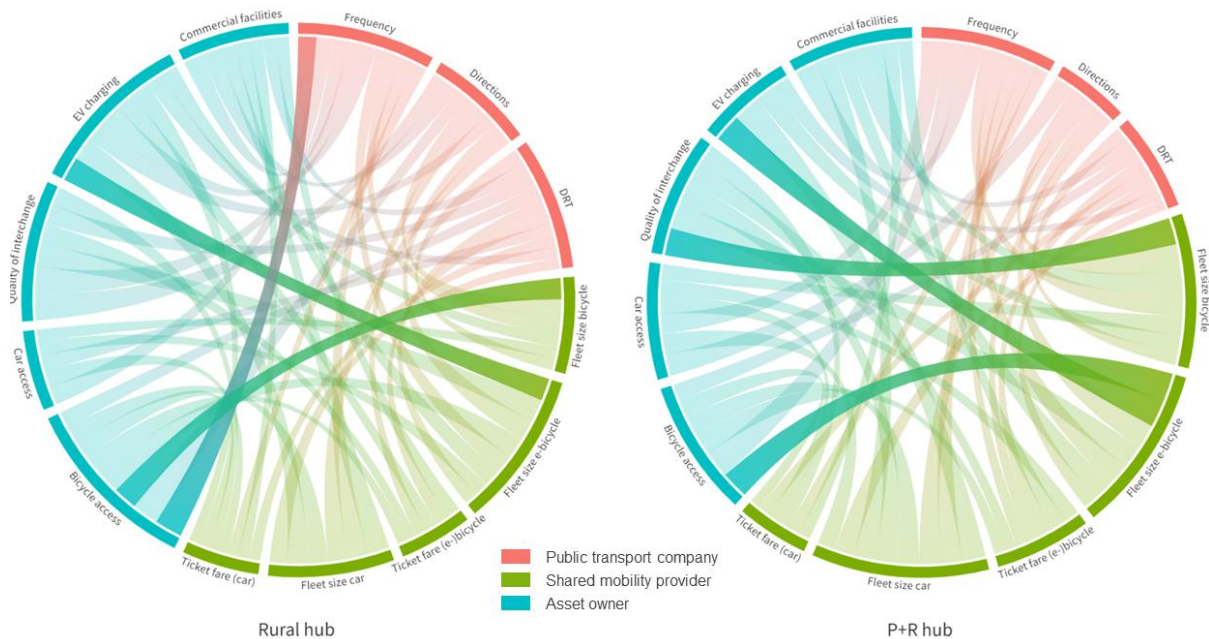 Commercial facilities
Frequency
Directions
DRT
Fleet size bicycle
Fleet size e-bicycle
Ticket fare (e-)bicycle
Fleet size car
Ticket fare (car)
Bicycle access
Car access
Quality of interchange
EV charging
Rural hub
Public transport company
Shared mobility provider
Asset owner
Commercial facilities
Frequency
Directions
DRT
Fleet size bicycle
Fleet size e-bicycle
Ticket fare (e-)bicycle
Fleet size car
Ticket fare (car)
Bicycle access
Car access
Quality of interchange
EV charging
P+R hub